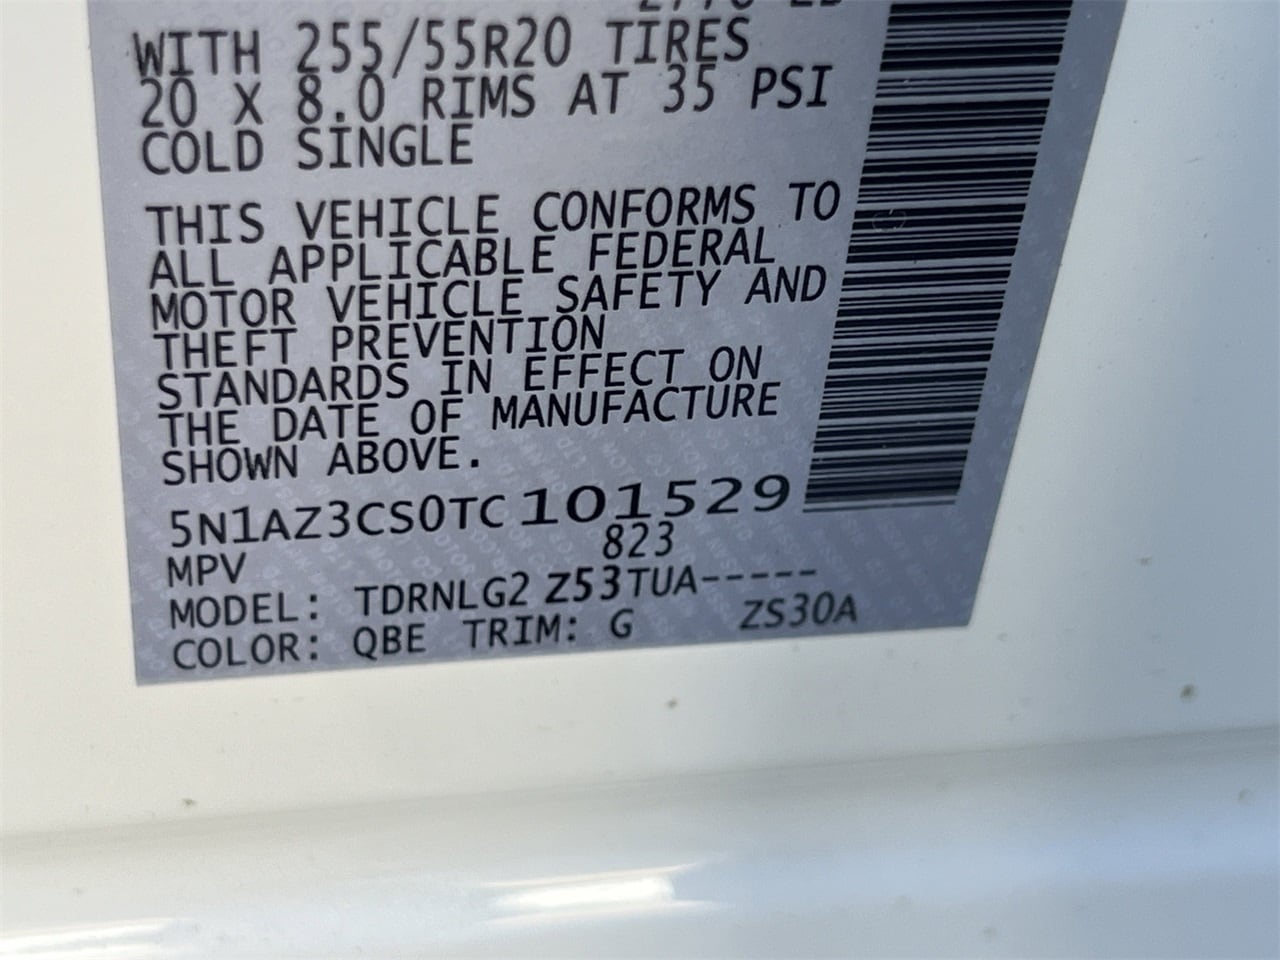 WITH 255/55R20 TIRES
20 X 8.0 RIMS AT 35 PSI
COLD SINGLE
THIS VEHICLE CONFORMS TO
ALL APPLICABLE FEDERAL
MOTOR VEHICLE SAFETY AND
THEFT PREVENTION
STANDARDS IN EFFECT ON
THE DATE OF MANUFACTURE
SHOWN ABOVE.
5N1AZ3CS0TC101529
MPV 823
MODEL: TDRNLG2 Z53TUA-----
COLOR: QBE TRIM: G ZS30A